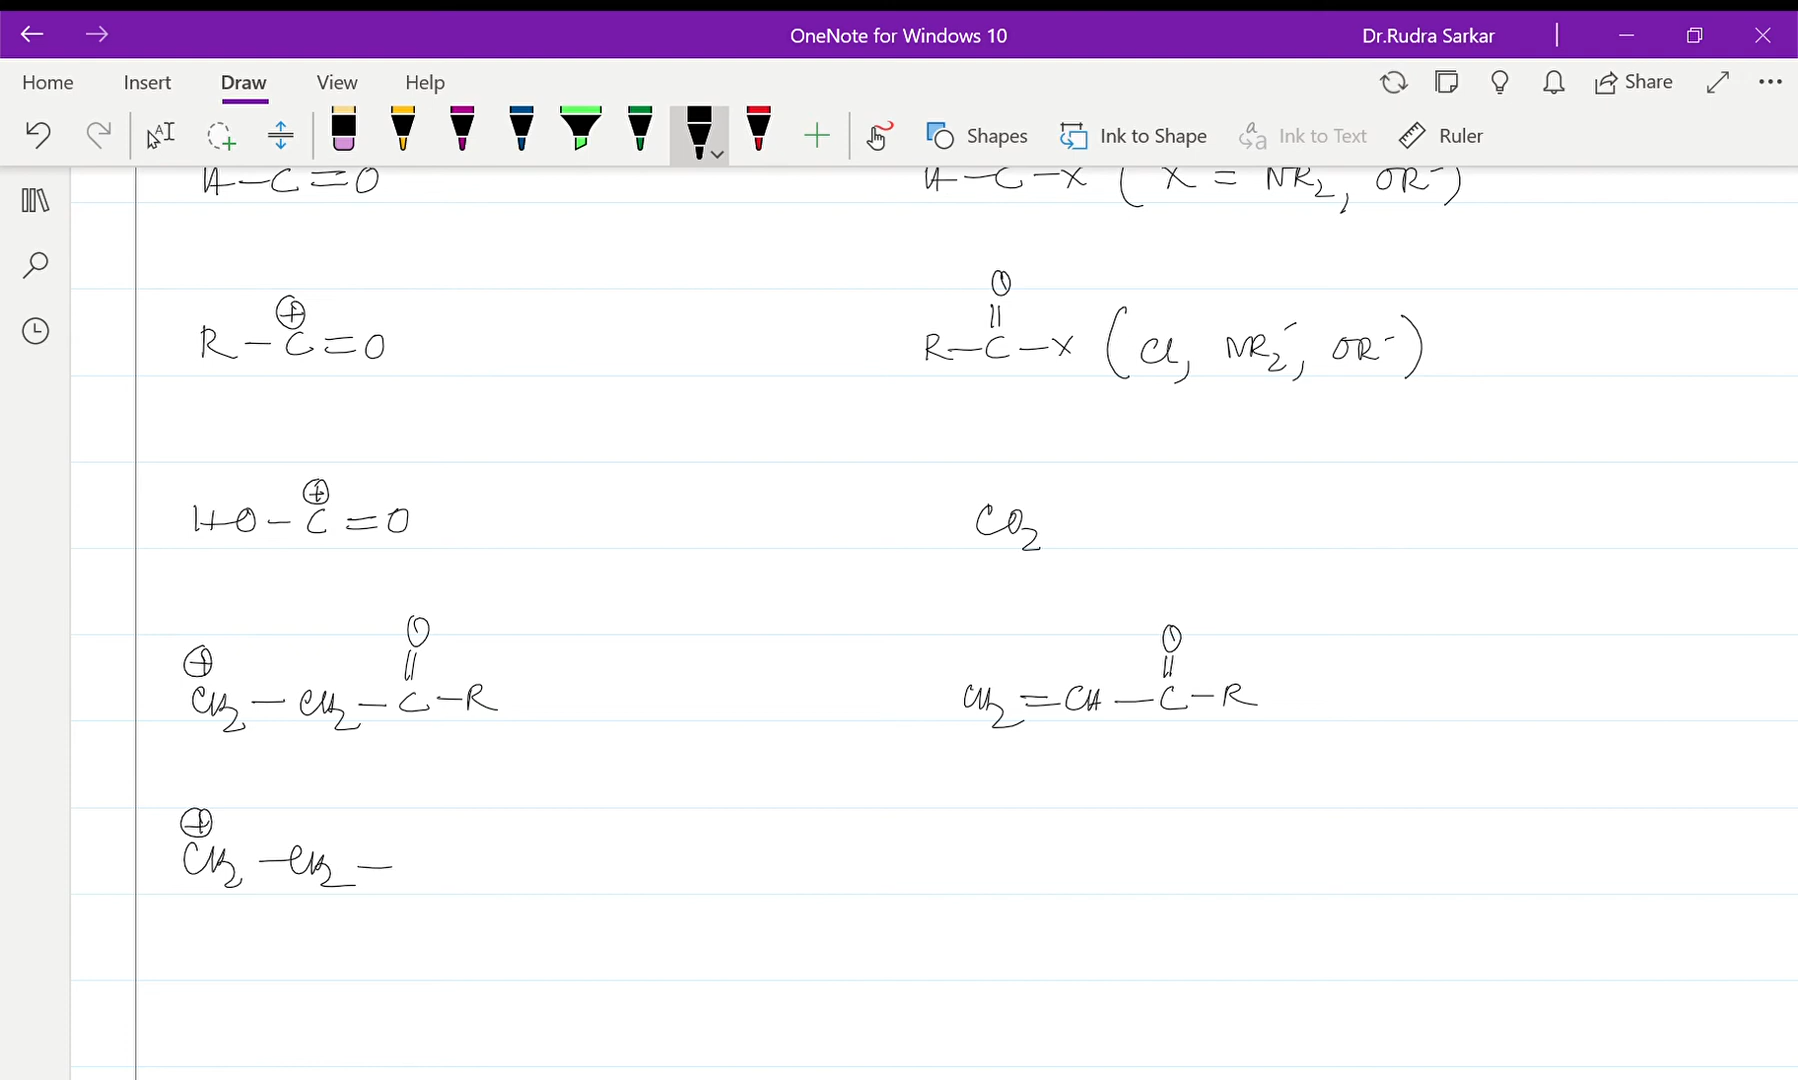 OneNote for Windows 10 Dr.Rudra Sarkar
Home Insert Draw View Help Share
Shapes Ink to Shape Ink to Text Ruler
H-C=O H-C-X ( X = NR2, OR⁻)
⊕ O
||
R-C=O R-C-X (Cl, NR2⁻, OR⁻)
⊕
HO-C=O CO2
O O
⊕ || ||
CH2-CH2-C-R CH2=CH-C-R
⊕
CH2-CH2-